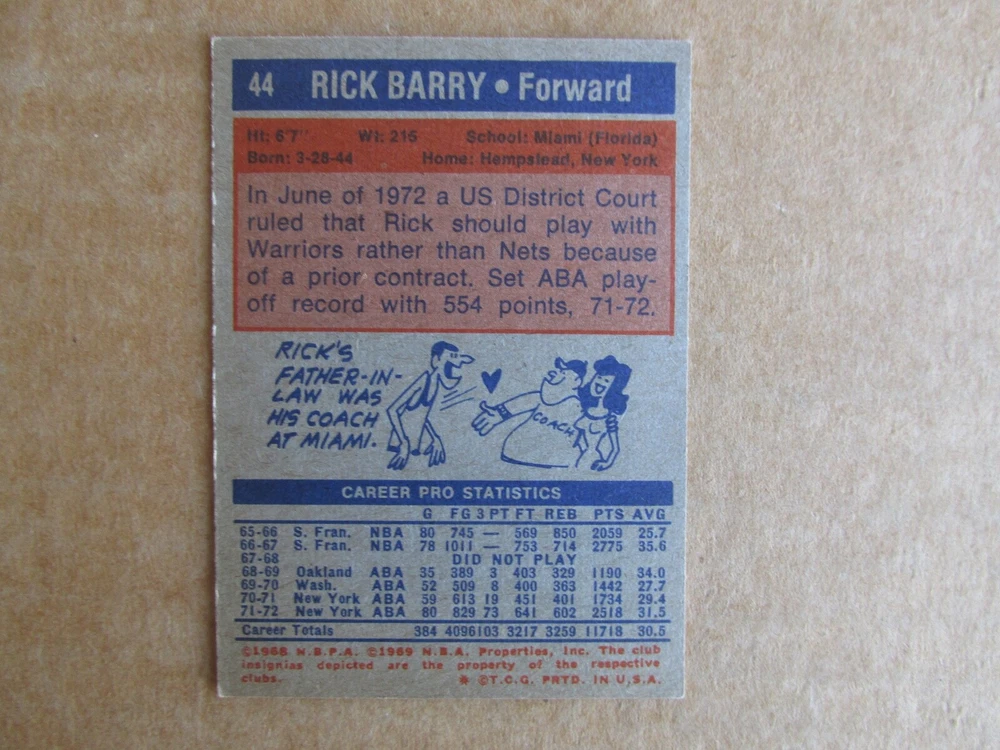 44 RICK BARRY • Forward
Ht: 6'7" Wt: 215 School: Miami (Florida)
Born: 3-28-44 Home: Hempstead, New York
In June of 1972 a US District Court
ruled that Rick should play with
Warriors rather than Nets because
of a prior contract. Set ABA play-
off record with 554 points, 71-72.
RICK'S
FATHER-IN-
LAW WAS
HIS COACH
AT MIAMI.
COACH
CAREER PRO STATISTICS
G FG 3PT FT REB PTS AVG
65-66 S. Fran. NBA 80 745 — 569 850 2059 25.7
66-67 S. Fran. NBA 78 1011 — 753 714 2775 35.6
67-68 DID NOT PLAY
68-69 Oakland ABA 35 389 3 403 329 1190 34.0
69-70 Wash. ABA 52 509 8 400 363 1442 27.7
70-71 New York ABA 59 613 19 451 401 1734 29.4
71-72 New York ABA 80 829 73 641 602 2518 31.5
Career Totals 384 4096 103 3217 3259 11718 30.5
©1968 N.B.P.A. ©1969 N.B.A. Properties, Inc. The club
insignias depicted are the property of the respective
clubs. * ©T.C.G. PRTD. IN U.S.A.